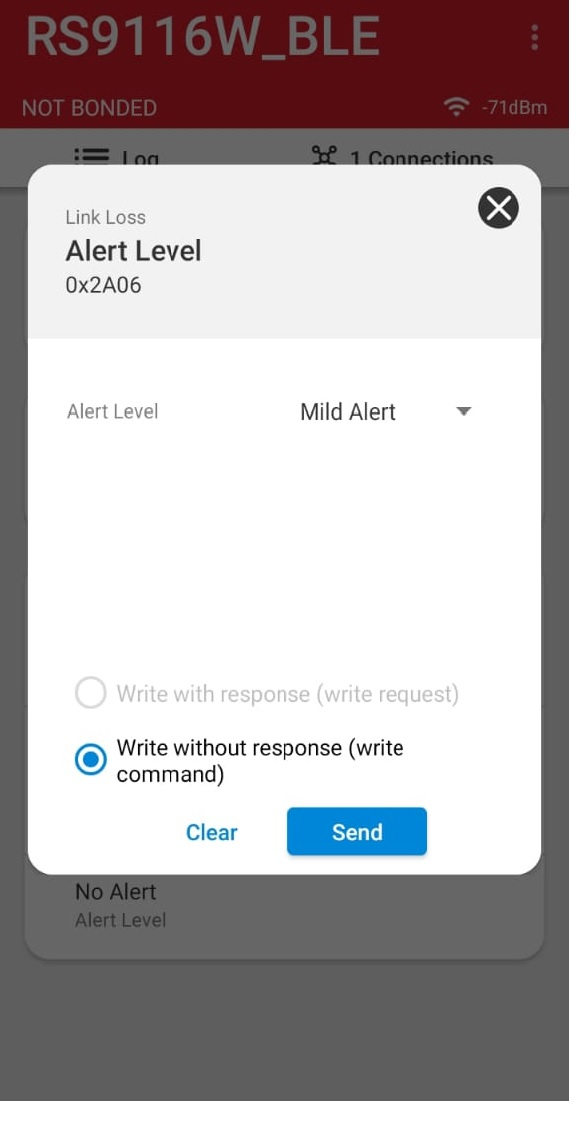 RS9116W_BLE
NOT BONDED
-71dBm
Log
1 Connections
Link Loss
Alert Level
0x2A06
Alert Level
Mild Alert
Write with response (write request)
Write without response (write
command)
Clear
Send
No Alert
Alert Level